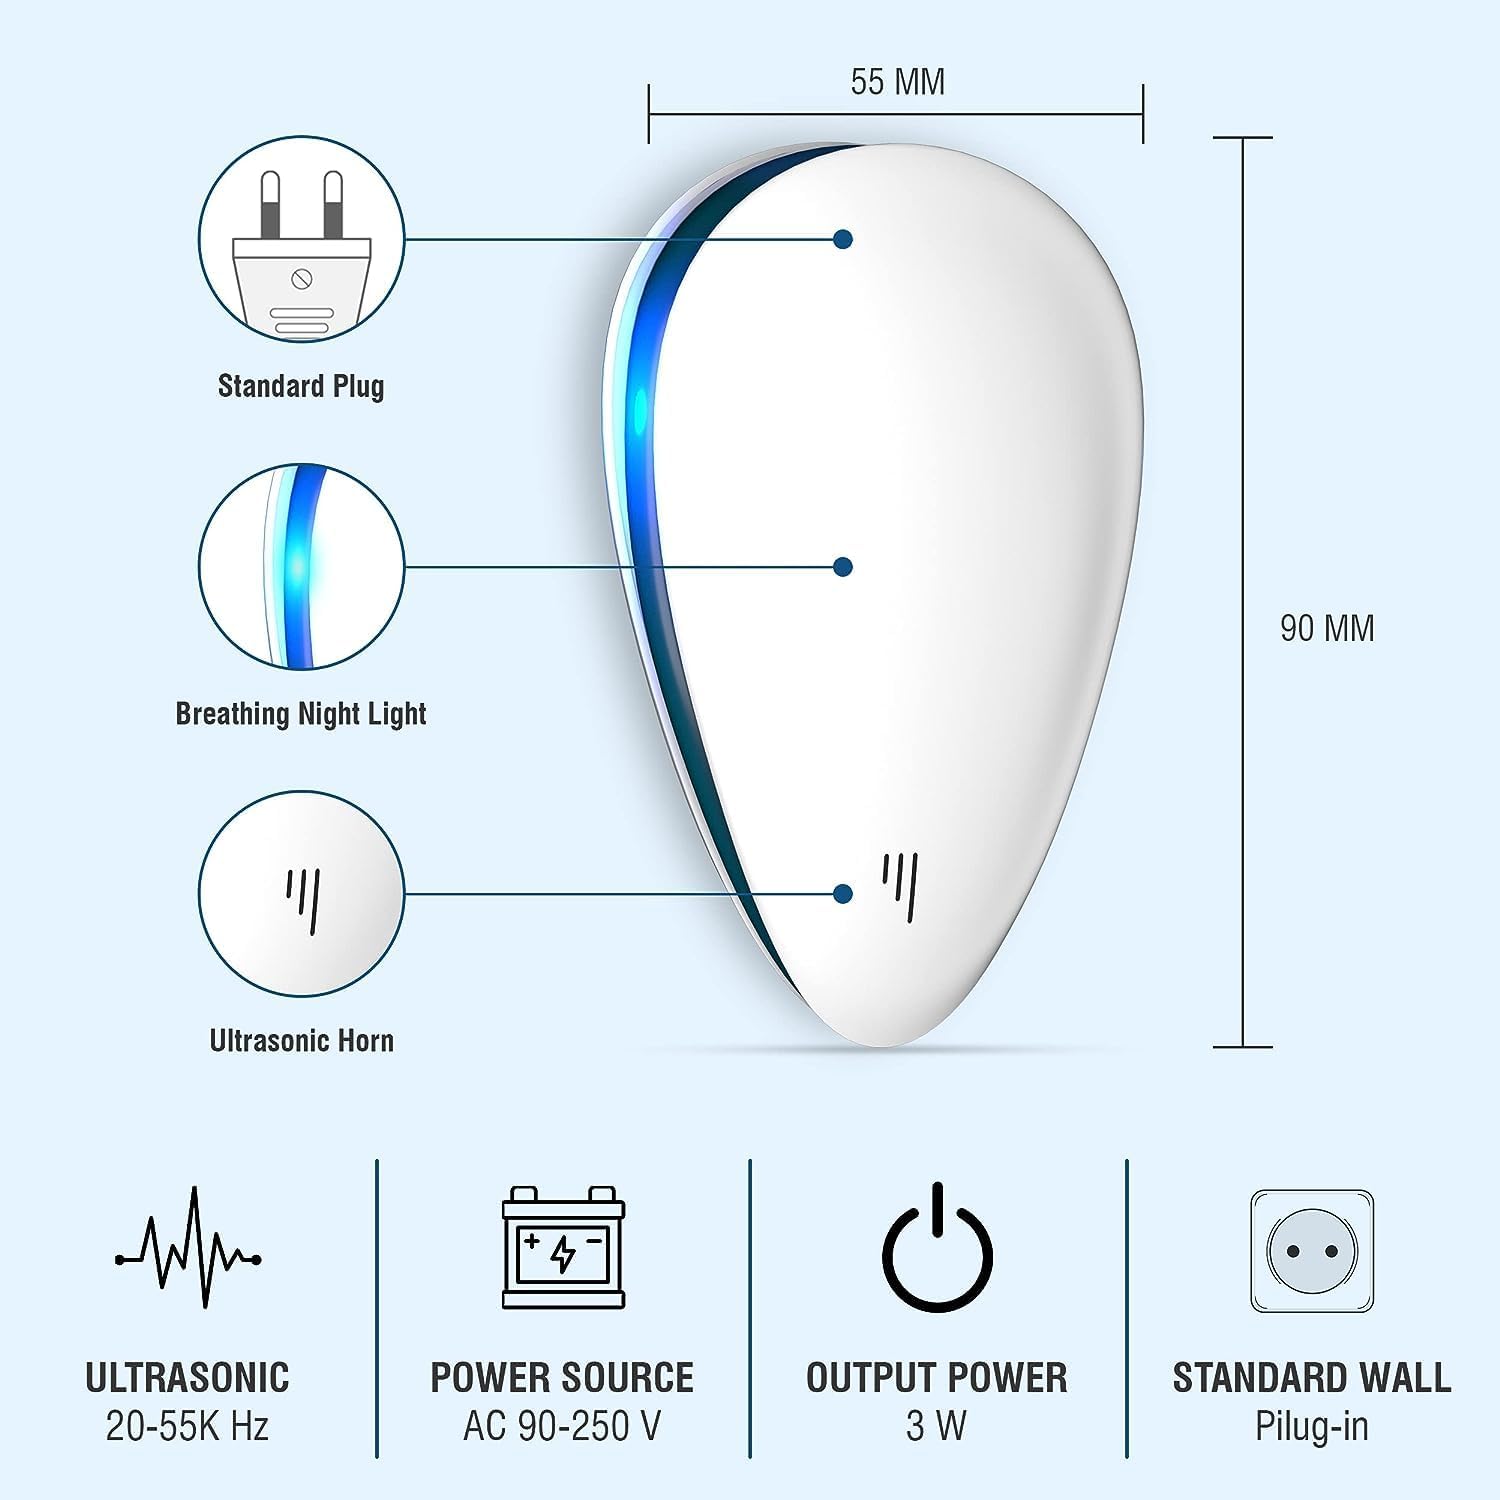 55 MM
90 MM
Standard Plug
Breathing Night Light
Ultrasonic Horn
ULTRASONIC
20-55K Hz
POWER SOURCE
AC 90-250 V
OUTPUT POWER
3 W
STANDARD WALL
Pilug-in